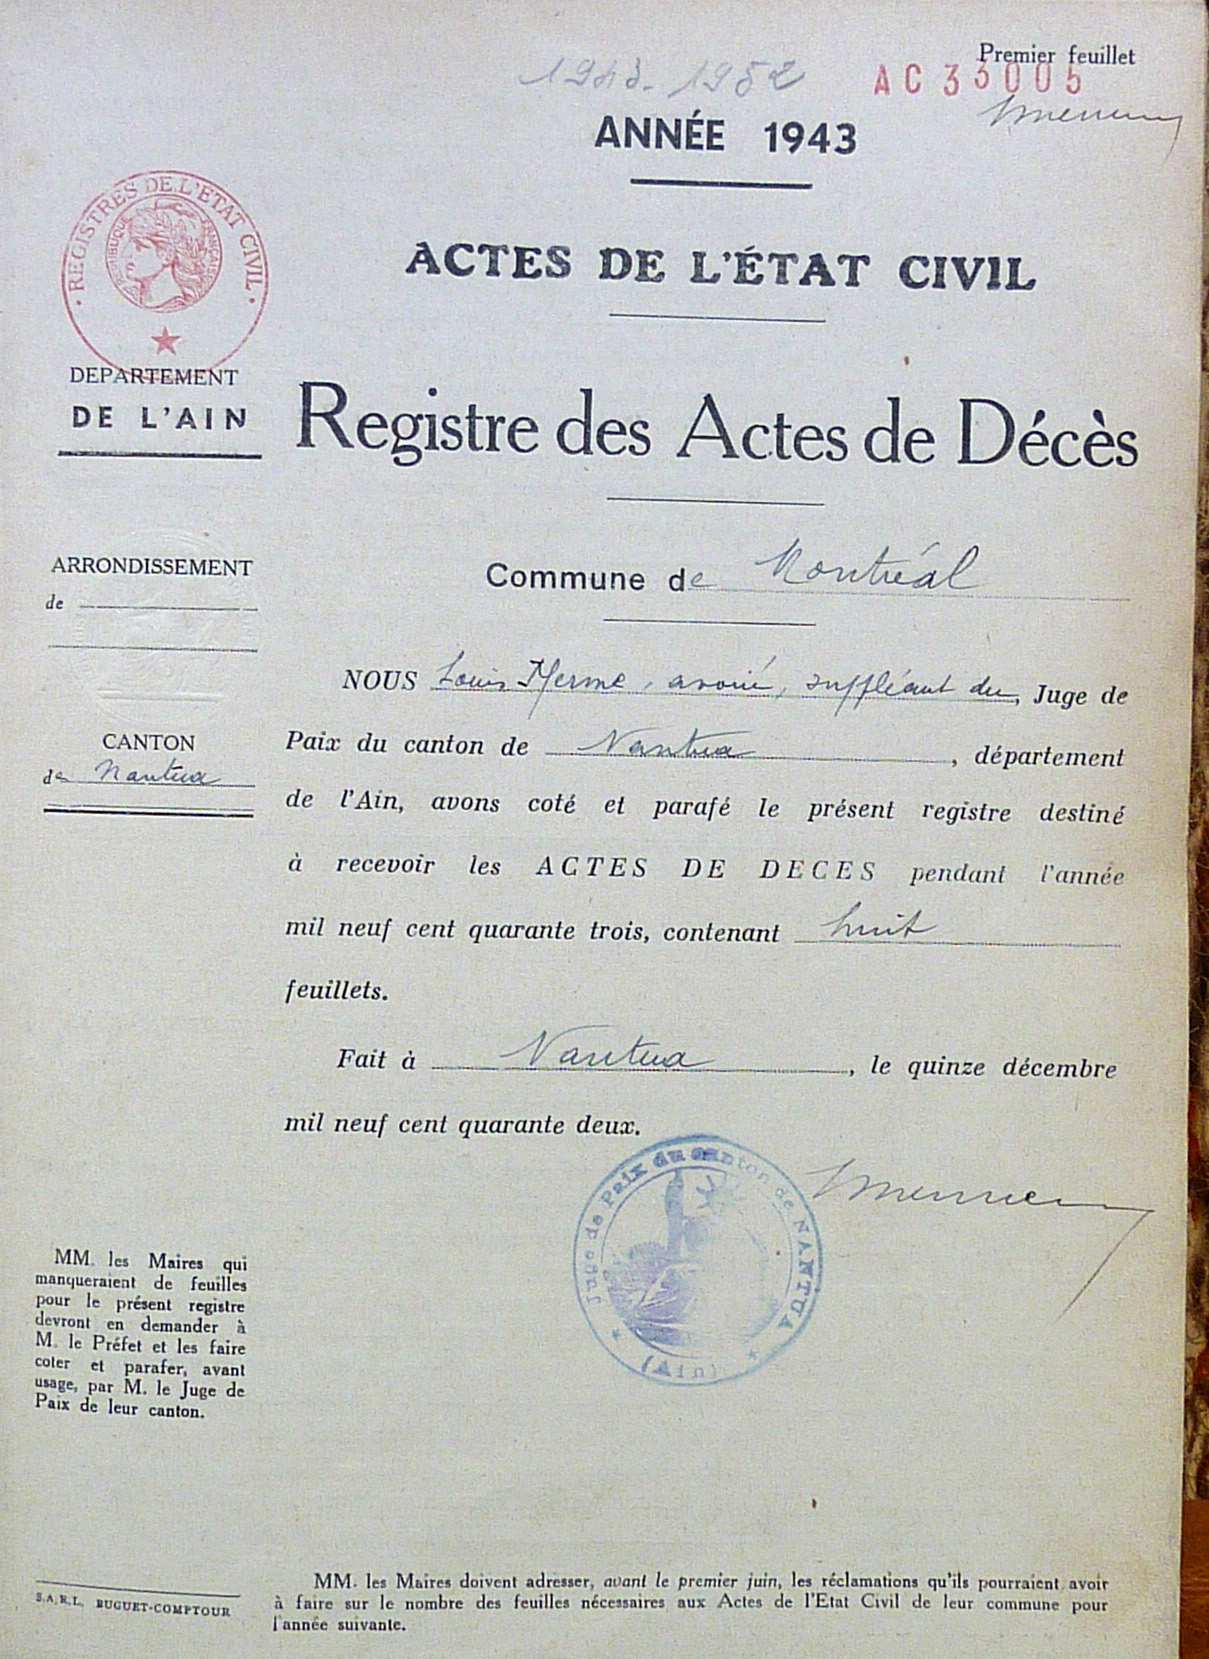 Premier feuillet
1943-1952
AC 33005
ANNÉE 1943
REGISTRES DE L'ETAT CIVIL
REPUBLIQUE FRANÇAISE
ACTES DE L'ÉTAT CIVIL
DEPARTEMENT
DE L'AIN
Registre des Actes de Décès
ARRONDISSEMENT
de
Commune de Montréal
NOUS Louis Merme, avoué, suppléant du, Juge de
CANTON
de Nantua
Paix du canton de Nantua, département
de l'Ain, avons coté et parafé le présent registre destiné
à recevoir les ACTES DE DECES pendant l'année
mil neuf cent quarante trois, contenant huit
feuillets.
Fait à Nantua, le quinze décembre
mil neuf cent quarante deux.
Juge de Paix du canton de NANTUA
(Ain)
MM. les Maires qui
manqueraient de feuilles
pour le présent registre
devront en demander à
M. le Préfet et les faire
coter et parafer, avant
usage, par M. le Juge de
Paix de leur canton.
S.A.R.L. BUGUET-COMPTOUR
MM. les Maires doivent adresser, avant le premier juin, les réclamations qu'ils pourraient avoir
à faire sur le nombre des feuilles nécessaires aux Actes de l'Etat Civil de leur commune pour
l'année suivante.